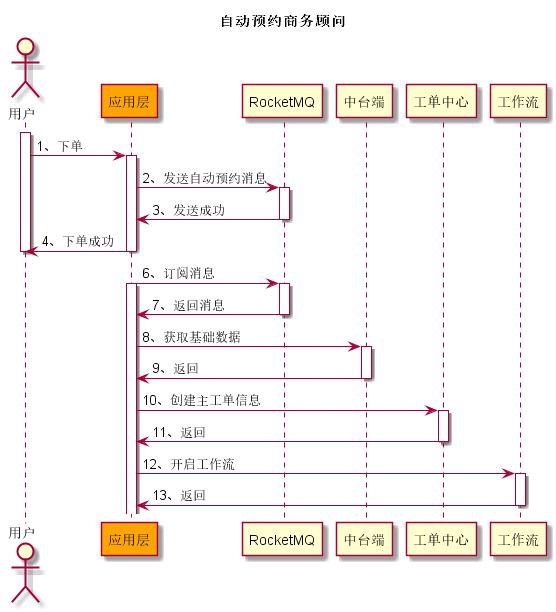 自动预约商务顾问
用户
应用层
RocketMQ
中台端
工单中心
工作流
1、下单
2、发送自动预约消息
3、发送成功
4、下单成功
6、订阅消息
7、返回消息
8、获取基础数据
9、返回
10、创建主工单信息
11、返回
12、开启工作流
13、返回
用户
应用层
RocketMQ
中台端
工单中心
工作流